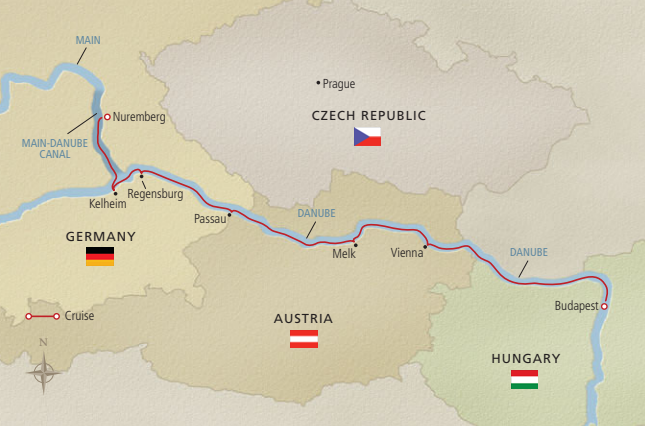 MAIN
Prague
CZECH REPUBLIC
Nuremberg
MAIN-DANUBE
CANAL
Regensburg
Kelheim
Passau
DANUBE
GERMANY
Melk
Vienna
DANUBE
Budapest
Cruise
AUSTRIA
N
HUNGARY